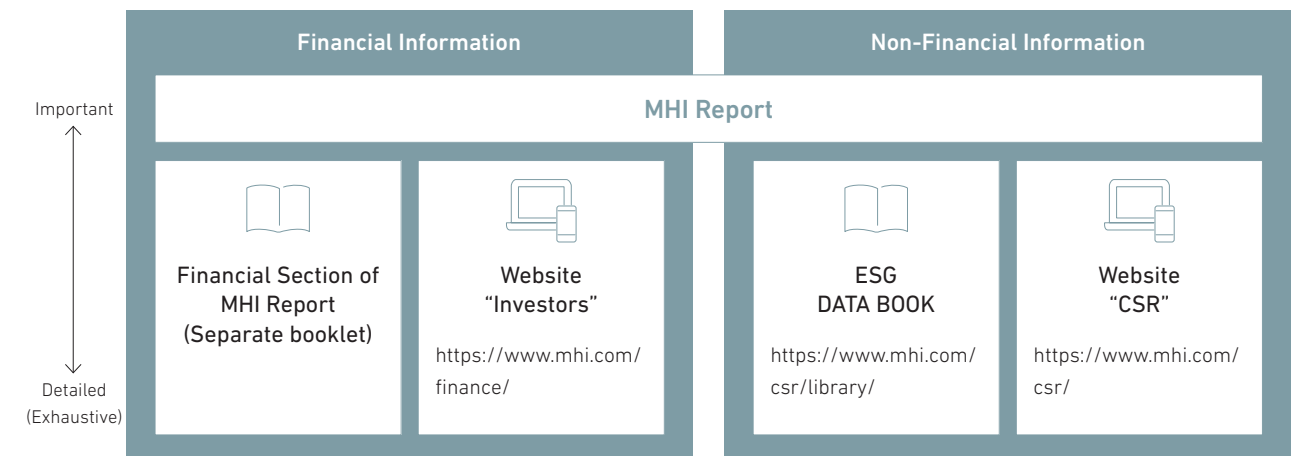 Financial Information
Non-Financial Information
MHI Report
Important
Detailed
(Exhaustive)
Financial Section of
MHI Report
(Separate booklet)
Website
“Investors”
https://www.mhi.com/
finance/
ESG
DATA BOOK
https://www.mhi.com/
csr/library/
Website
“CSR”
https://www.mhi.com/
csr/